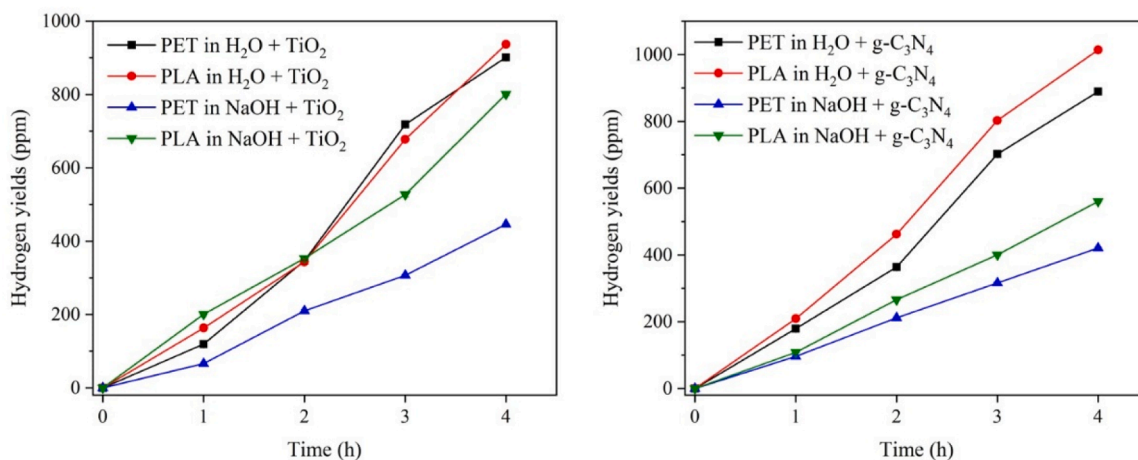 1000
800
600
400
200
0
Hydrogen yields (ppm)
PET in H₂O + TiO₂
PLA in H₂O + TiO₂
PET in NaOH + TiO₂
PLA in NaOH + TiO₂
0 1 2 3 4
Time (h)
1000
800
600
400
200
0
Hydrogen yields (ppm)
PET in H₂O + g-C₃N₄
PLA in H₂O + g-C₃N₄
PET in NaOH + g-C₃N₄
PLA in NaOH + g-C₃N₄
0 1 2 3 4
Time (h)